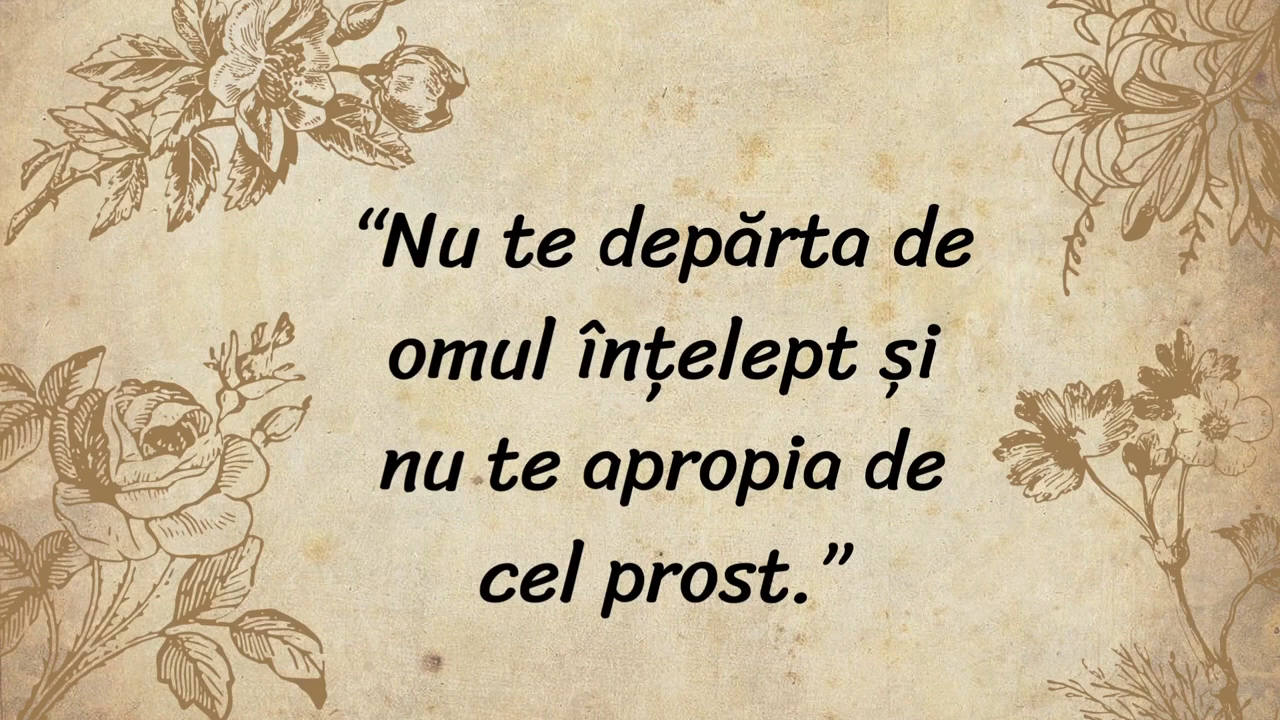 “Nu te depărta de
omul înțelept și
nu te apropia de
cel prost.”